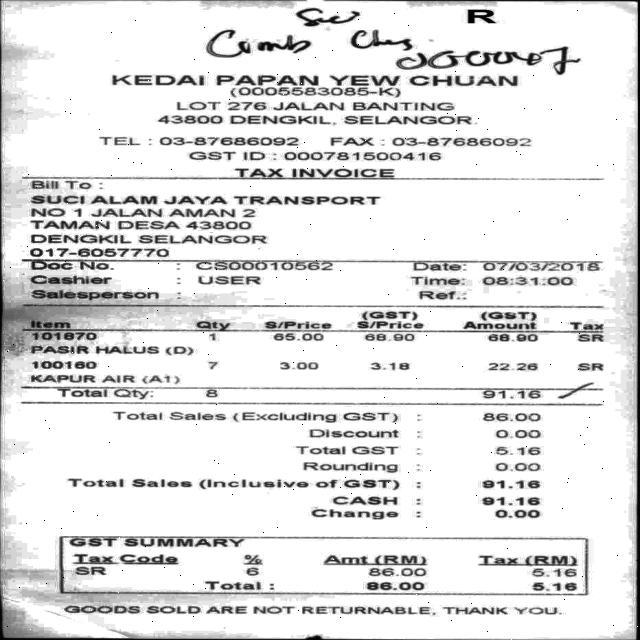 R
KEDAI PAPAN YEW CHUAN
(0005583085-K)
LOT 276 JALAN BANTING
43800 DENGKIL, SELANGOR.
TEL : 03-87686092 FAX : 03-87686092
GST ID : 000781500416
TAX INVOICE
Bill To :
SUCI ALAM JAYA TRANSPORT
NO 1 JALAN AMAN 2
TAMAN DESA 43800
DENGKIL SELANGOR
017-6057770
Doc No. : CS00010562 Date: 07/03/2018
Cashier : USER Time: 08:31:00
Salesperson : Ref.:
(GST) (GST)
Item Qty S/Price S/Price Amount Tax
101870 1 65.00 68.90 68.90 SR
PASIR HALUS (D)
100160 7 3.00 3.18 22.26 SR
KAPUR AIR (A1)
Total Qty: 8 91.16
Total Sales (Excluding GST) : 86.00
Discount : 0.00
Total GST : 5.16
Rounding : 0.00
Total Sales (Inclusive of GST) : 91.16
CASH : 91.16
Change : 0.00
GST SUMMARY
Tax Code % Amt (RM) Tax (RM)
SR 6 86.00 5.16
Total : 86.00 5.16
GOODS SOLD ARE NOT RETURNABLE, THANK YOU.